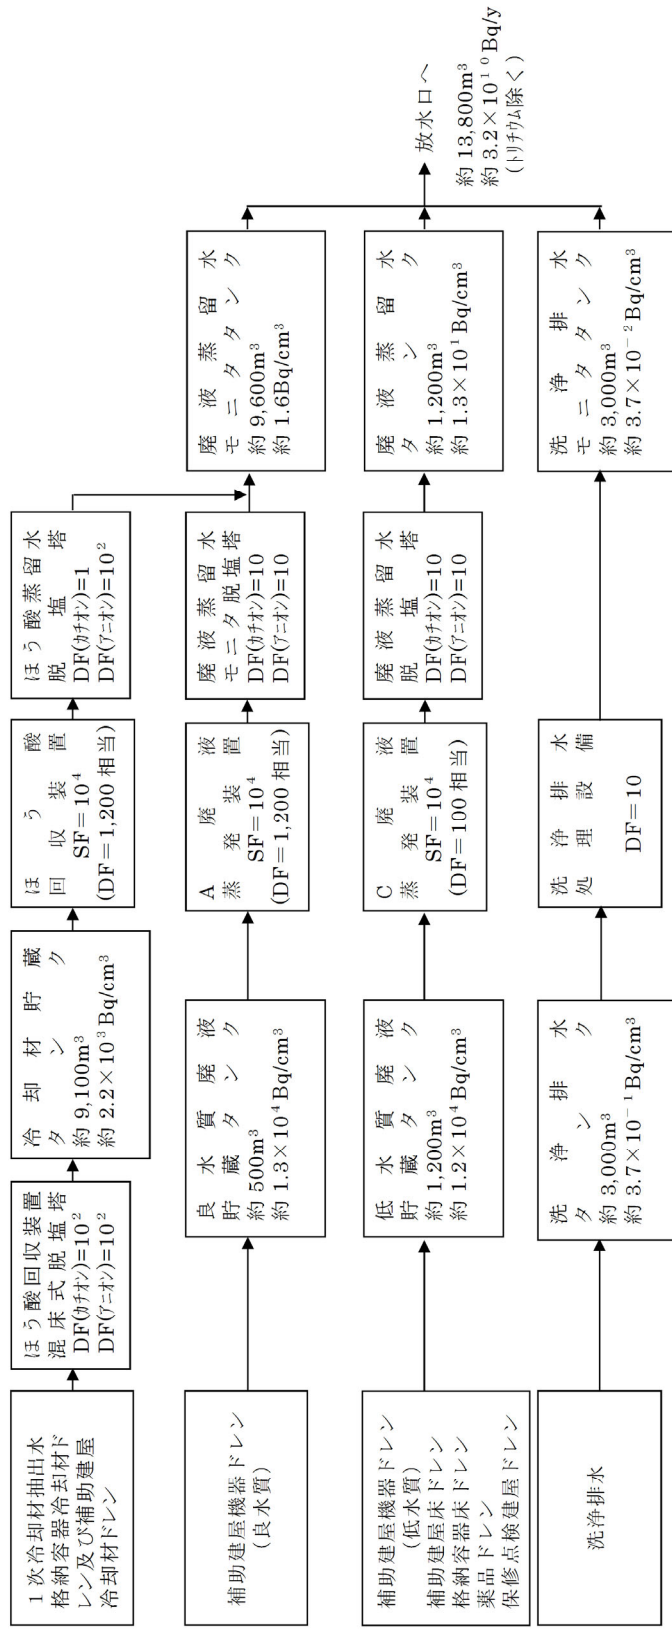 1次冷却材抽出水
格納容器冷却材ド
レン及び補助建屋
冷却材ドレン
ほう酸回収装置
混床式脱塩塔
DF(カチオン)=10²
DF(アニオン)=10²
冷却材貯蔵
タンク
約 9,100m³
約 2.2×10³Bq/cm³
ほう酸
回収装置
SF=10⁴
(DF=1,200 相当)
ほう酸蒸留水
脱塩塔
DF(カチオン)=1
DF(アニオン)=10²
補助建屋機器ドレン
(良水質)
良水質廃液
貯蔵タンク
約 500m³
約 1.3×10⁴Bq/cm³
A 廃液
蒸発装置
SF=10⁴
(DF=1,200 相当)
廃液蒸留水
モニタ脱塩塔
DF(カチオン)=10
DF(アニオン)=10
廃液蒸留水
モニタタンク
約 9,600m³
約 1.6Bq/cm³
補助建屋機器ドレン
(低水質)
補助建屋床ドレン
格納容器床ドレン
薬品ドレン
保修点検建屋ドレン
低水質廃液
貯蔵タンク
約 1,200m³
約 1.2×10⁴Bq/cm³
C 廃液
蒸発装置
SF=10⁴
(DF=100 相当)
廃液蒸留水
脱塩塔
DF(カチオン)=10
DF(アニオン)=10
廃液蒸留水
タンク
約 1,200m³
約 1.3×10¹Bq/cm³
洗浄排水
洗浄排水
タンク
約 3,000m³
約 3.7×10⁻¹Bq/cm³
洗浄排水
処理設備
DF=10
洗浄排水
モニタタンク
約 3,000m³
約 3.7×10⁻²Bq/cm³
放水口へ
約 13,800m³
約 3.2×10¹⁰Bq/y
(トリチウム除く)